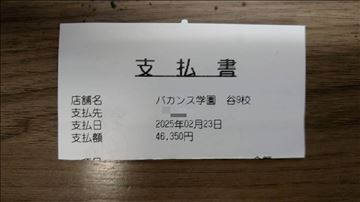 支払書
店舗名 バカンス学園 谷9校
支払先
支払日 2025年02月23日
支払額 46,350円